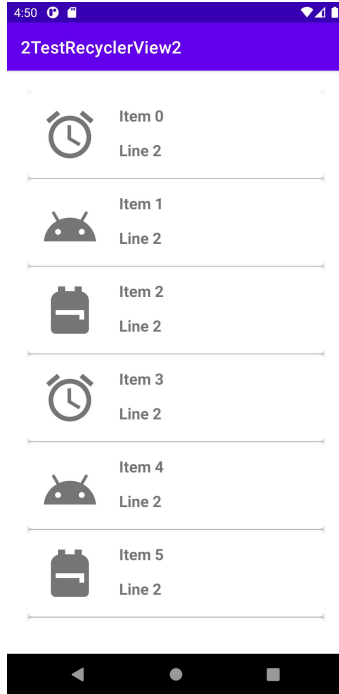 4:50
2TestRecyclerView2
Item 0
Line 2
Item 1
Line 2
Item 2
Line 2
Item 3
Line 2
Item 4
Line 2
Item 5
Line 2